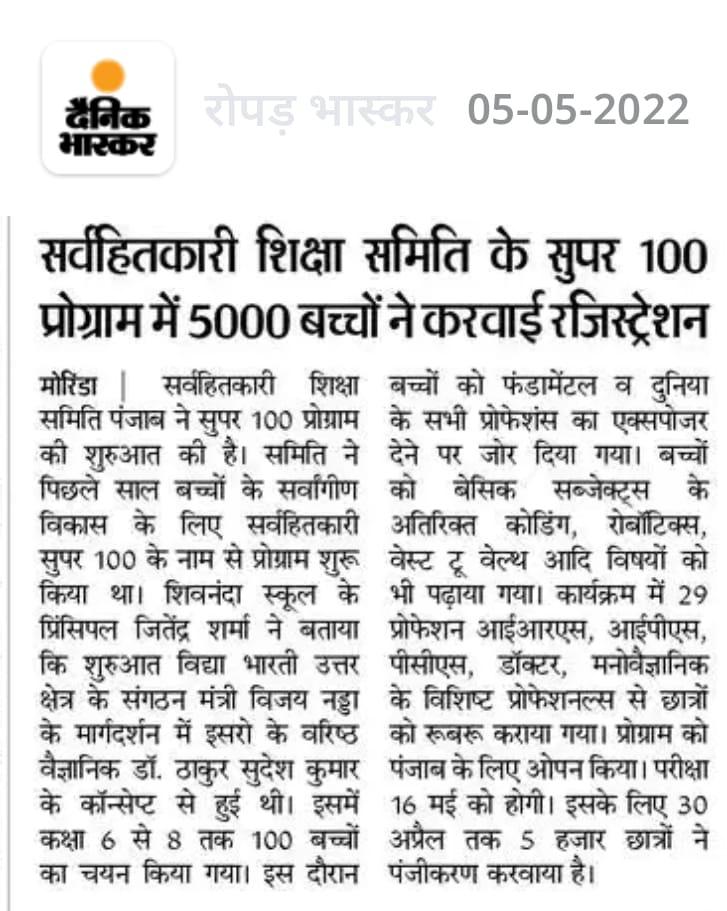 दैनिक
भास्कर
रोपड़ भास्कर 05-05-2022
सर्वहितकारी शिक्षा समिति के सुपर 100
प्रोग्राम में 5000 बच्चों ने करवाई रजिस्ट्रेशन
मोरिंडा | सर्वहितकारी शिक्षा
समिति पंजाब ने सुपर 100 प्रोग्राम
की शुरुआत की है। समिति ने
पिछले साल बच्चों के सर्वांगीण
विकास के लिए सर्वहितकारी
सुपर 100 के नाम से प्रोग्राम शुरू
किया था। शिवनंदा स्कूल के
प्रिंसिपल जितेंद्र शर्मा ने बताया
कि शुरुआत विद्या भारती उत्तर
क्षेत्र के संगठन मंत्री विजय नड्डा
के मार्गदर्शन में इसरो के वरिष्ठ
वैज्ञानिक डॉ. ठाकुर सुदेश कुमार
के कॉन्सेप्ट से हुई थी। इसमें
कक्षा 6 से 8 तक 100 बच्चों
का चयन किया गया। इस दौरान
बच्चों को फंडामेंटल व दुनिया
के सभी प्रोफेशंस का एक्सपोजर
देने पर जोर दिया गया। बच्चों
को बेसिक सब्जेक्ट्स के
अतिरिक्त कोडिंग, रोबॉटिक्स,
वेस्ट टू वेल्थ आदि विषयों को
भी पढ़ाया गया। कार्यक्रम में 29
प्रोफेशन आईआरएस, आईपीएस,
पीसीएस, डॉक्टर, मनोवैज्ञानिक
के विशिष्ट प्रोफेशनल्स से छात्रों
को रूबरू कराया गया। प्रोग्राम को
पंजाब के लिए ओपन किया। परीक्षा
16 मई को होगी। इसके लिए 30
अप्रैल तक 5 हजार छात्रों ने
पंजीकरण करवाया है।